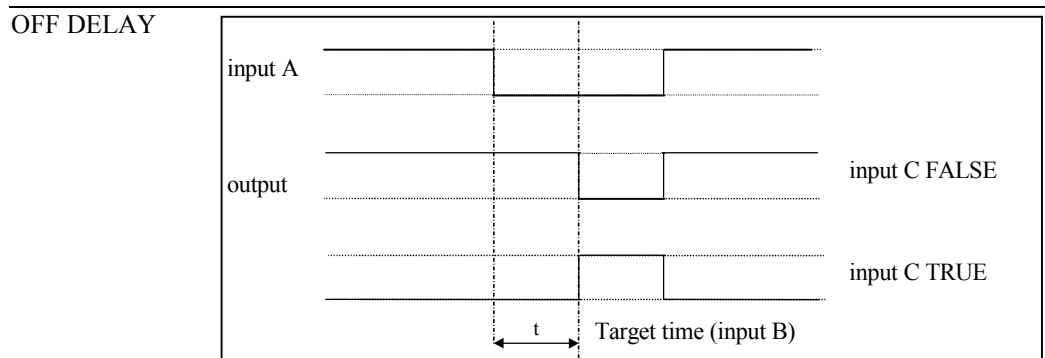 OFF DELAY
input A
output
input C FALSE
input C TRUE
t
Target time (input B)